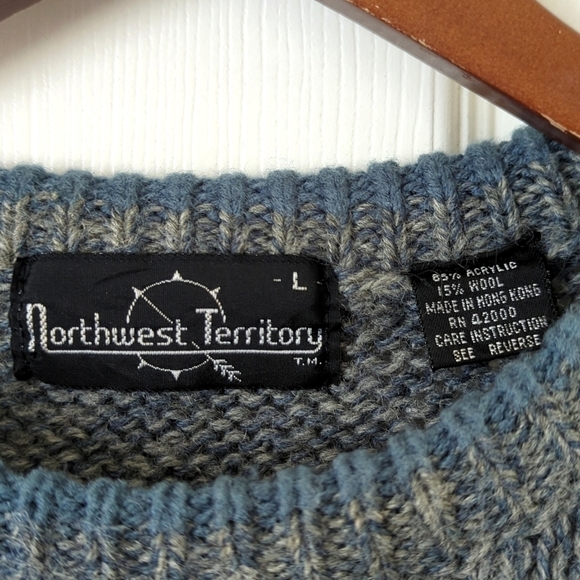 - L -
Northwest Territory
T.M.
85% ACRYLIC
15% WOOL
MADE IN HONG KONG
RN 42000
CARE INSTRUCTION
SEE REVERSE